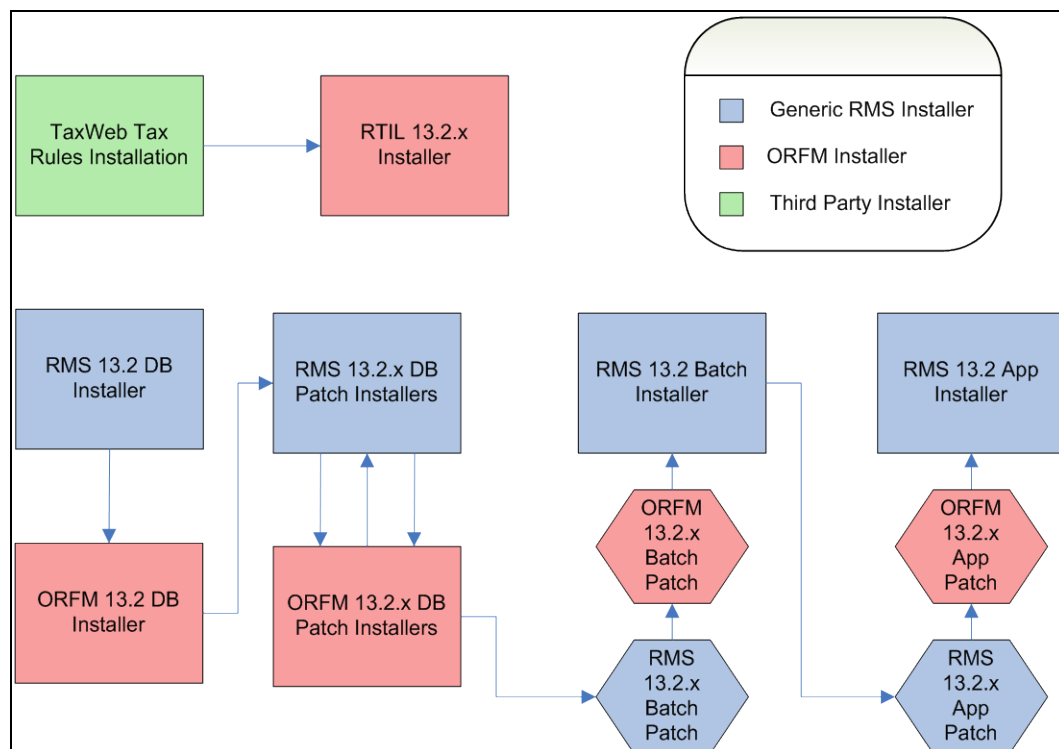 TaxWeb Tax
Rules Installation
RTIL 13.2.x
Installer
Generic RMS Installer
ORFM Installer
Third Party Installer
RMS 13.2 DB
Installer
RMS 13.2.x DB
Patch Installers
RMS 13.2 Batch
Installer
RMS 13.2 App
Installer
ORFM 13.2 DB
Installer
ORFM 13.2.x DB
Patch Installers
ORFM
13.2.x
Batch
Patch
ORFM
13.2.x
App
Patch
RMS
13.2.x
Batch
Patch
RMS
13.2.x
App
Patch